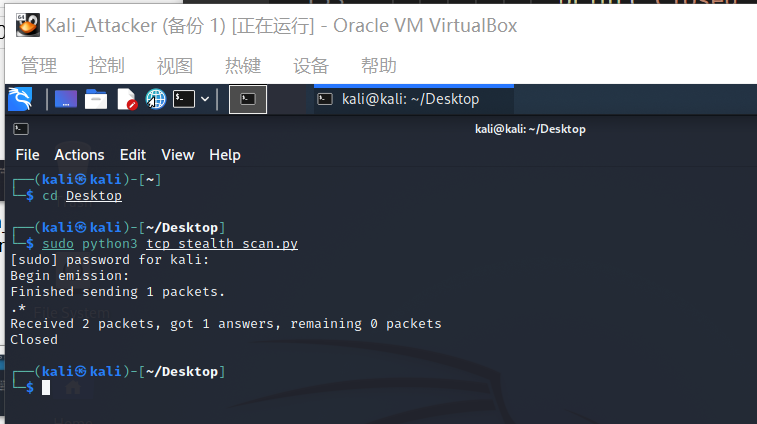 Kali_Attacker (备份 1) [正在运行] - Oracle VM VirtualBox
管理 控制 视图 热键 设备 帮助
kali@kali: ~/Desktop
kali@kali: ~/Desktop
File Actions Edit View Help
┌──(kali㉿kali)-[~]
└─$ cd Desktop
┌──(kali㉿kali)-[~/Desktop]
└─$ sudo python3 tcp_stealth_scan.py
[sudo] password for kali:
Begin emission:
Finished sending 1 packets.
.*
Received 2 packets, got 1 answers, remaining 0 packets
Closed
┌──(kali㉿kali)-[~/Desktop]
└─$